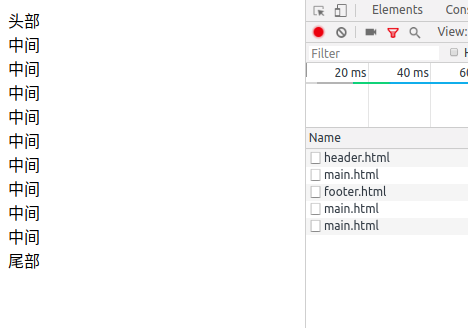 头部
中间
中间
中间
中间
中间
中间
中间
中间
中间
尾部
Elements
View:
Filter
20 ms
40 ms
Name
header.html
main.html
footer.html
main.html
main.html